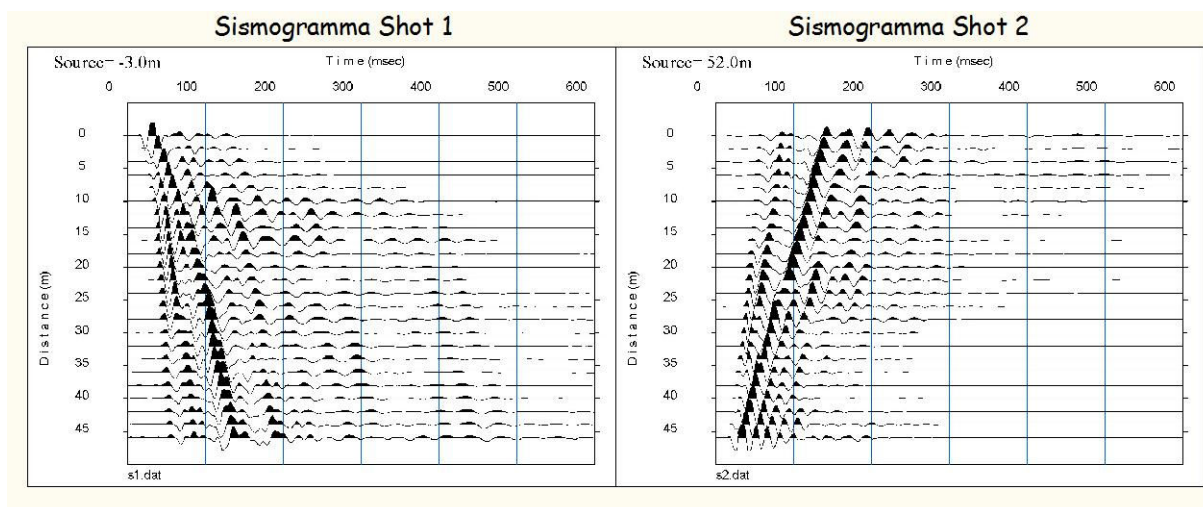 Sismogramma Shot 1
Source= -3.0m
Time (msec)
0 100 200 300 400 500 600
Distance (m)
0
5
10
15
20
25
30
35
40
45
s1.dat
Sismogramma Shot 2
Source= 52.0m
Time (msec)
0 100 200 300 400 500 600
Distance (m)
0
5
10
15
20
25
30
35
40
45
s2.dat